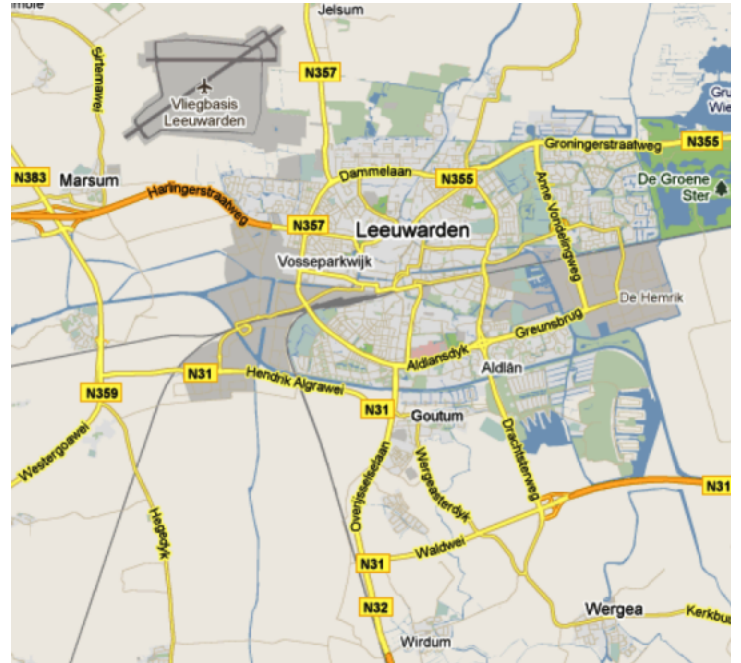 Jelsum
Sytemawei
N357
Vliegbasis
Leeuwarden
Groningerstraatweg
N355
N383
Marsum
Dammelaan
N355
De Groene
Ster
Harlingerstraatweg
N357
Anne Vondelingweg
Leeuwarden
Vosseparkwijk
De Hemrik
Greunsbrug
Aldlansdyk
Aldlân
N31
Hendrik Algrawei
N359
N31
Goutum
Westergoawei
Wergeasterdyk
Drachtsterweg
Overijsselselaan
N31
Hegedyk
Waldwei
N31
N32
Wergea
Kerkbus
Wirdum